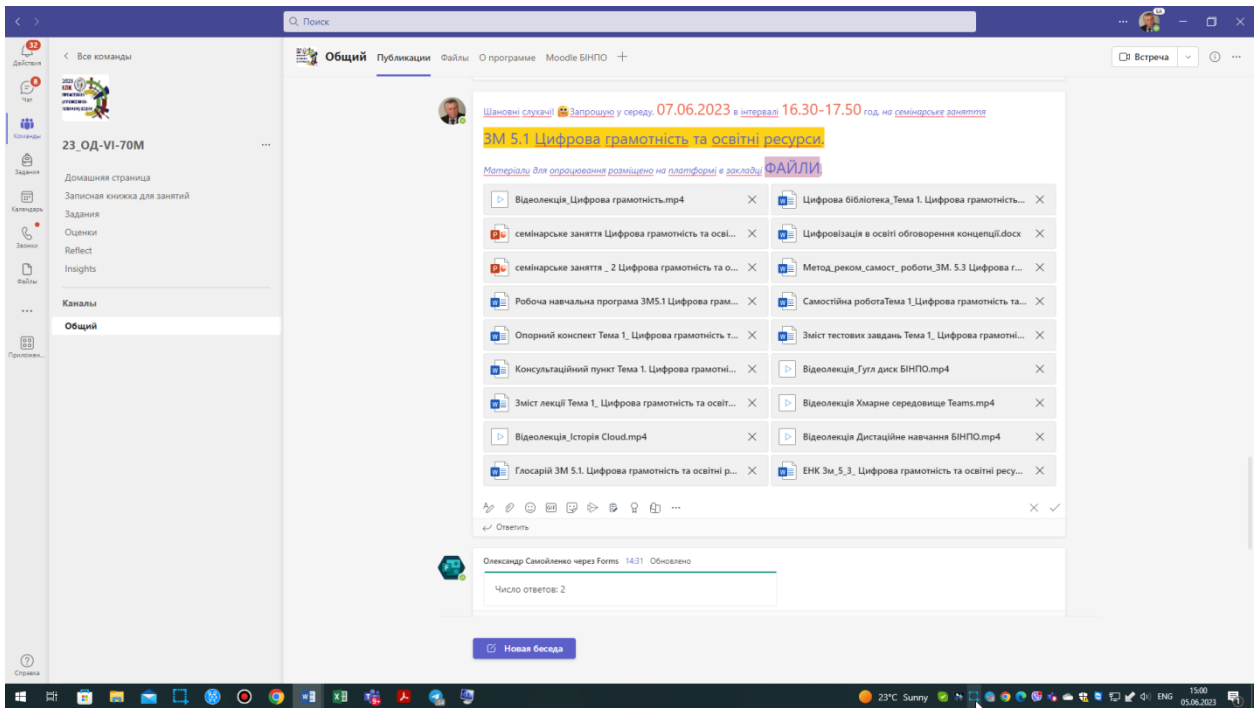 Поиск
32
Действия
Чат
Команды
Задания
Календарь
Звонки
Файлы
Приложен...
Справка
Все команды
23_ОД-VI-70М
Домашняя страница
Записная книжка для занятий
Задания
Оценки
Reflect
Insights
Каналы
Общий
Общий Публикации Файлы О программе Moodle БІНПО
Встреча
Шановні слухачі! Запрошую у середу, 07.06.2023 в інтервалі 16.30-17.50 год, на семінарське заняття
ЗМ 5.1 Цифрова грамотність та освітні ресурси.
Матеріали для опрацювання розміщено на платформі в закладці ФАЙЛИ
Відеолекція_Цифрова грамотність.mp4
Цифрова бібліотека_Тема 1. Цифрова грамотність...
семінарське заняття Цифрова грамотність та осві...
Цифровізація в освіті обговорення концепції.docx
семінарське заняття _ 2 Цифрова грамотність та о...
Метод_реком_самост_ роботи_ЗМ. 5.3 Цифрова г...
Робоча навчальна програма ЗМ5.1 Цифрова грам...
Самостійна роботаТема 1_Цифрова грамотність та...
Опорний конспект Тема 1_ Цифрова грамотність т...
Зміст тестових завдань Тема 1_ Цифрова грамотні...
Консультаційний пункт Тема 1. Цифрова грамотні...
Відеолекція_Гугл диск БІНПО.mp4
Зміст лекції Тема 1_ Цифрова грамотність та освіт...
Відеолекція Хмарне середовище Teams.mp4
Відеолекція_Історія Cloud.mp4
Відеолекція Дистаційне навчання БІНПО.mp4
Глосарій ЗМ 5.1. Цифрова грамотність та освітні р...
ЕНК Зм_5_3_ Цифрова грамотність та освітні ресу...
GIF
Ответить
Олександр Самойленко через Forms 14:31 Обновлено
Число ответов: 2
Новая беседа
23°C Sunny
ENG
15:00
05.06.2023